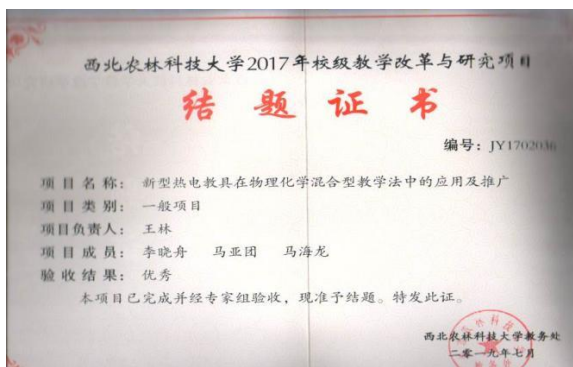 西北农林科技大学2017年校级教学改革与研究项目
结题证书
编号：JY1702036
项目名称：新型热电教具在物理化学混合型教学法中的应用及推广
项目类别：一般项目
项目负责人：王林
项目成员：李晓舟 马亚团 马海龙
验收结果：优秀
本项目已完成并经专家组验收，现准予结题。特发此证。
西北农林科技大学教务处
二零一九年七月